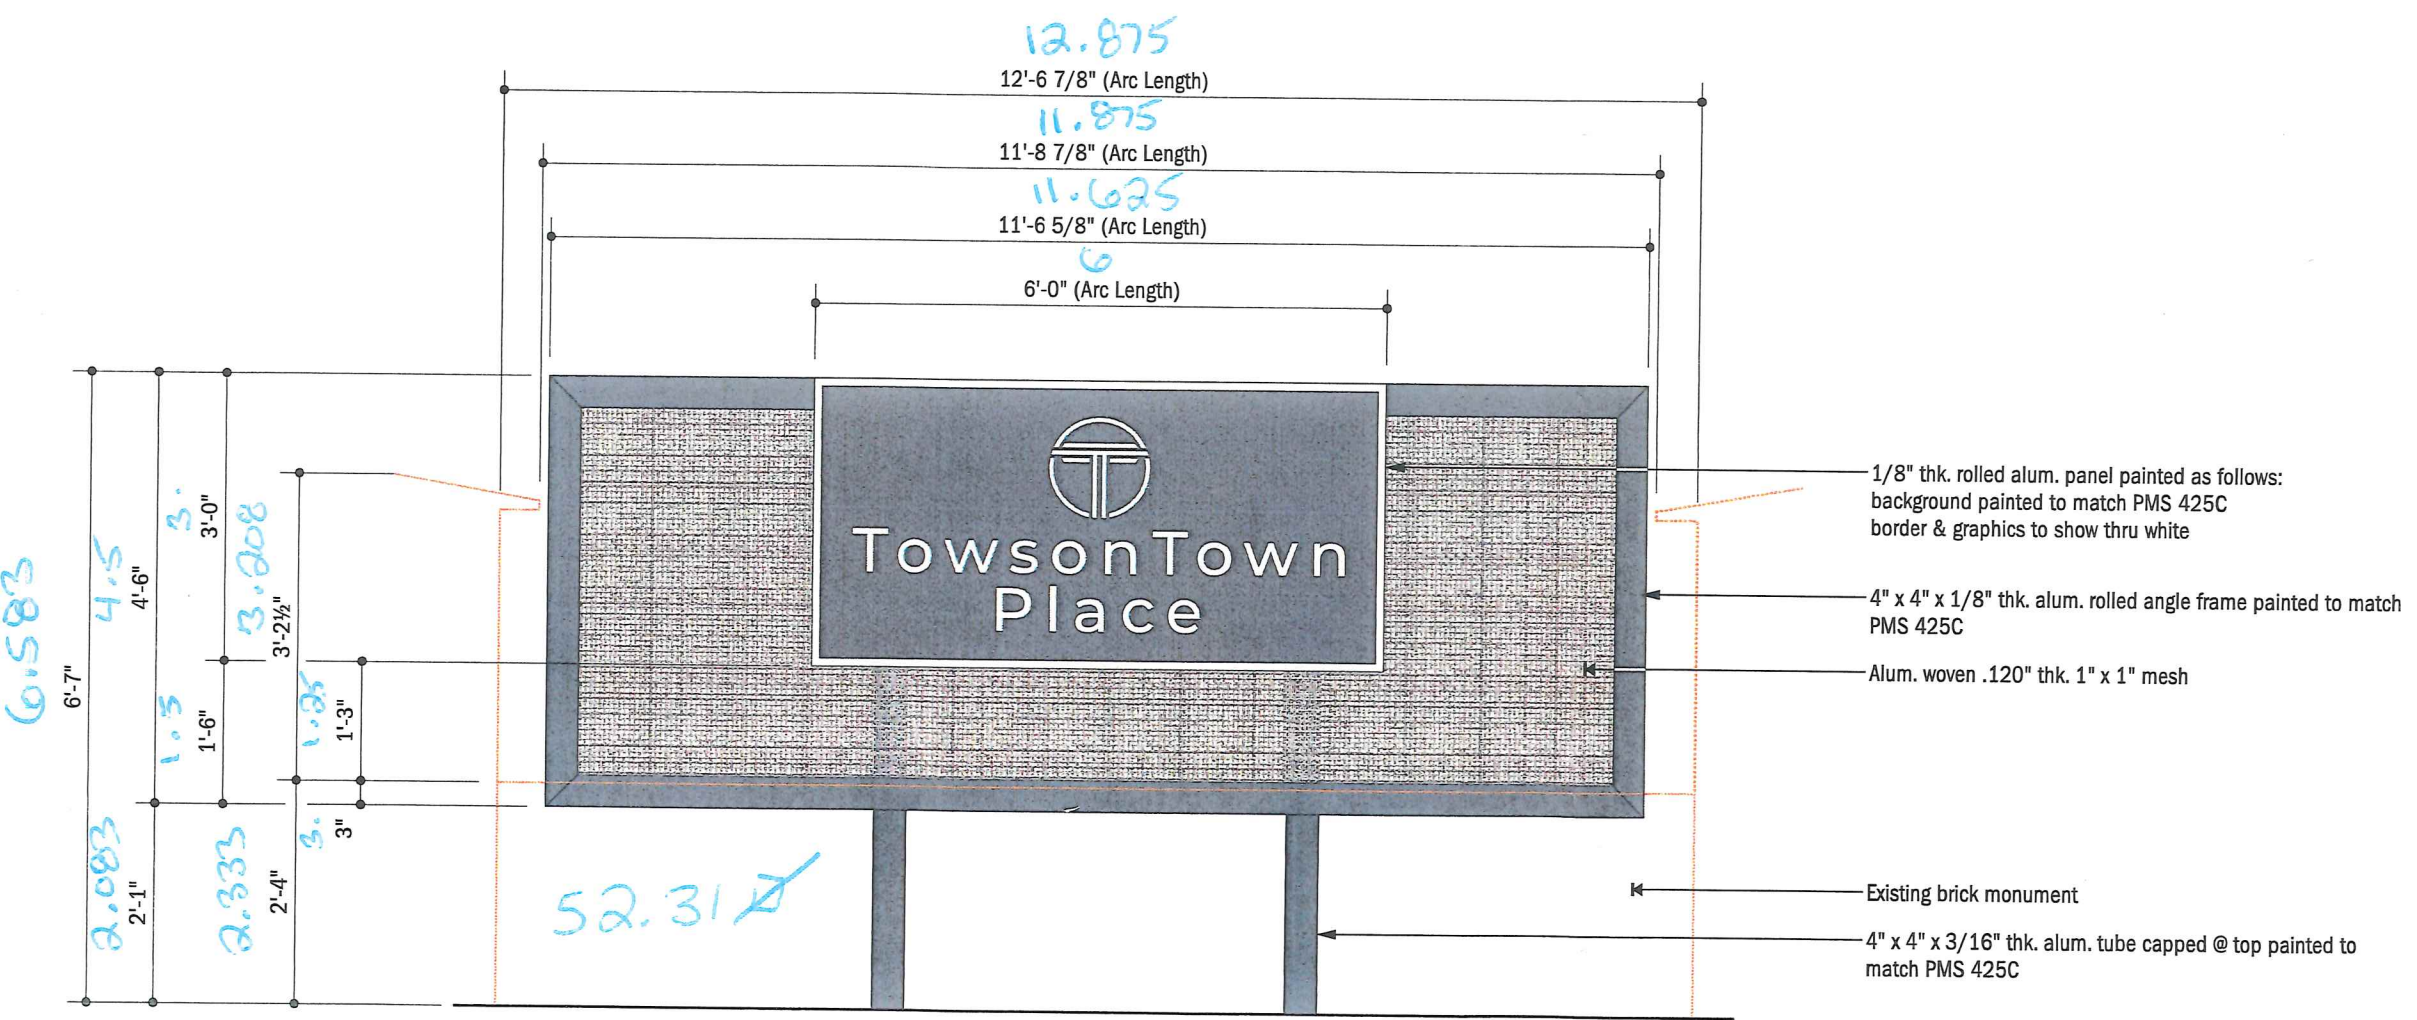 12.875
12'-6 7/8" (Arc Length)
11.875
11'-8 7/8" (Arc Length)
11.625
11'-6 5/8" (Arc Length)
6
6'-0" (Arc Length)
6.583
6'-7"
4.5
4'-6"
3.
3'-0"
3.208
3'-2½"
1.5
1'-6"
1.25
1'-3"
3.
3"
2.083
2'-1"
2.333
2'-4"
TowsonTown
Place
52.31
1/8" thk. rolled alum. panel painted as follows:
background painted to match PMS 425C
border & graphics to show thru white
4" x 4" x 1/8" thk. alum. rolled angle frame painted to match
PMS 425C
Alum. woven .120" thk. 1" x 1" mesh
Existing brick monument
4" x 4" x 3/16" thk. alum. tube capped @ top painted to
match PMS 425C